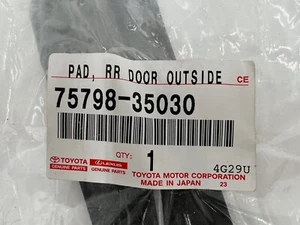 PAD, RR DOOR OUTSIDE CE
75798-35030
TOYOTA LEXUS QTY: 1 4G29U
GENUINE PARTS GENUINE PARTS TOYOTA MOTOR CORPORATION
MADE IN JAPAN 23